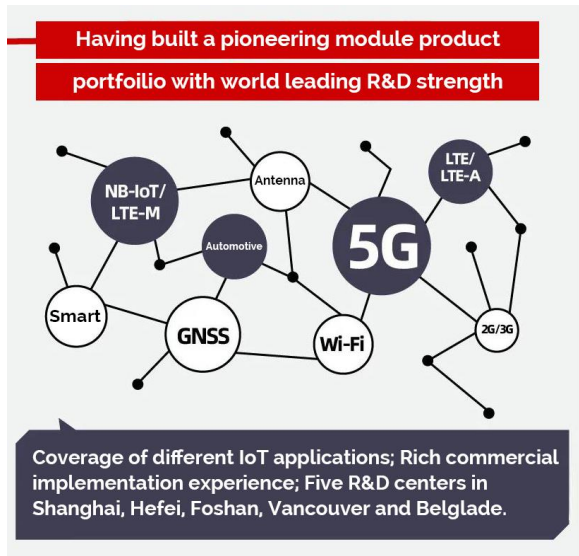 Having built a pioneering module product
portfoilio with world leading R&D strength
LTE/
LTE-A
NB-IoT/
LTE-M
Antenna
Automotive
5G
Smart
GNSS
Wi-Fi
2G/3G
Coverage of different IoT applications; Rich commercial
implementation experience; Five R&D centers in
Shanghai, Hefei, Foshan, Vancouver and Belglade.